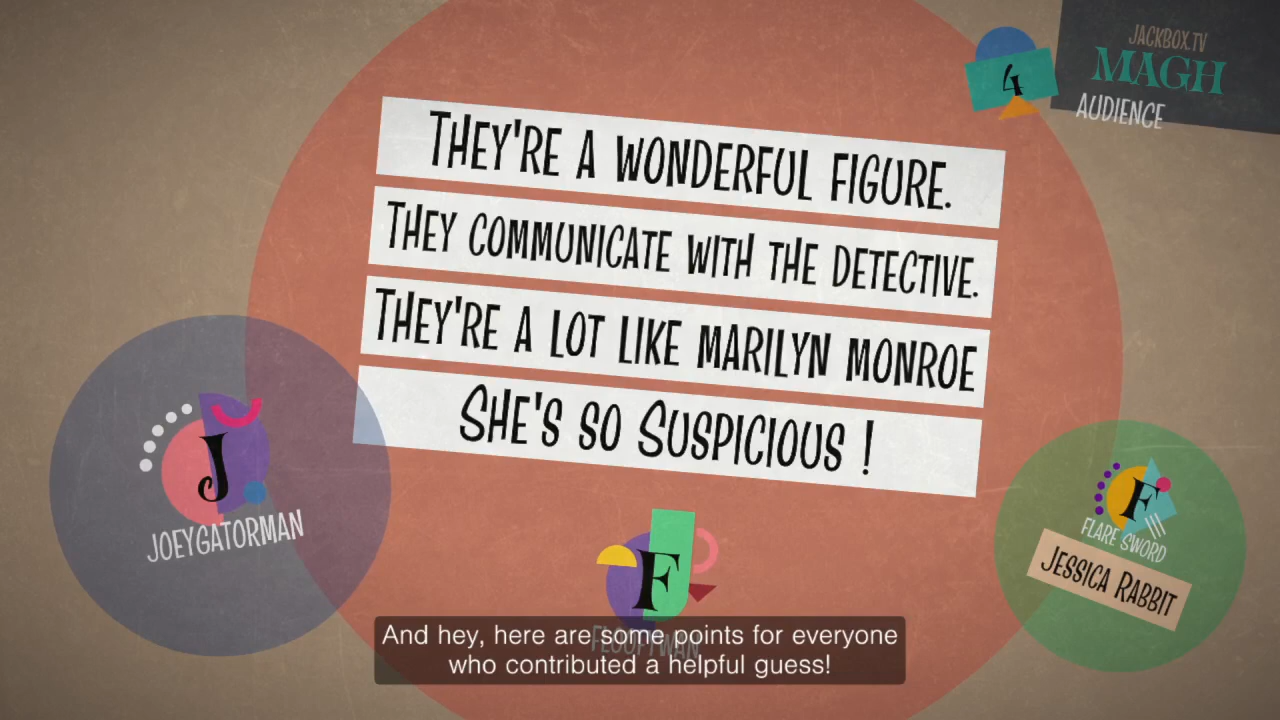 JACKBOX.TV
MAGH
4
AUDIENCE
THEY'RE A WONDERFUL FIGURE.
THEY COMMUNICATE WITH THE DETECTIVE.
THEY'RE A LOT LIKE MARILYN MONROE
SHE'S SO SUSPICIOUS !
J
JOEYGATORMAN
F
F
FLARE SWORD
JESSICA RABBIT
And hey, here are some points for everyone
who contributed a helpful guess!